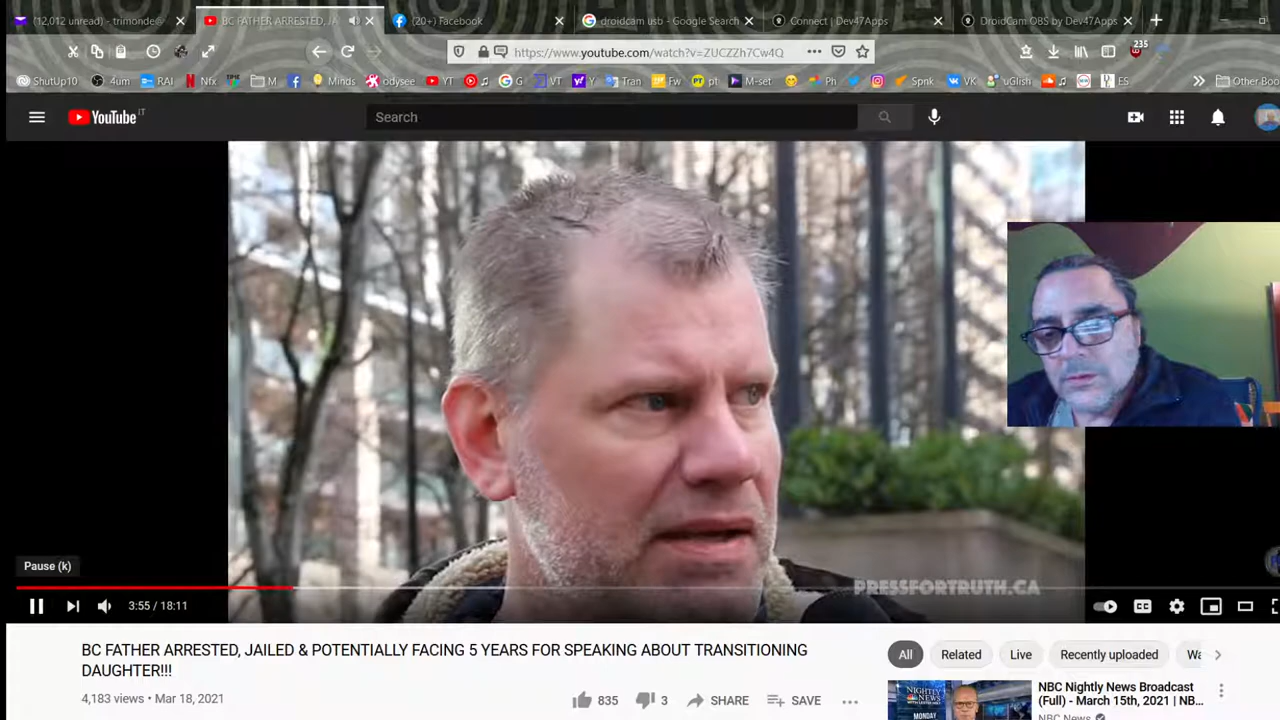 (12,012 unread) - trimonde@
BC FATHER ARRESTED, JA
(20+) Facebook
droidcam usb - Google Search
Connect | Dev47Apps
DroidCam OBS by Dev47Apps
https://www.youtube.com/watch?v=ZUCZZh7Cw4Q
235
ShutUp10
4um
RAI
Nfx
M
Minds
odysee
YT
G
VT
Y
Tran
Fw
pt
M-set
Ph
Spnk
VK
uGlish
M
ES
Other Boo
YouTube IT
Search
Pause (k)
PRESSFORTRUTH.CA
3:55 / 18:11
CC
BC FATHER ARRESTED, JAILED & POTENTIALLY FACING 5 YEARS FOR SPEAKING ABOUT TRANSITIONING
DAUGHTER!!!
4,183 views • Mar 18, 2021
835
3
SHARE
SAVE
All
Related
Live
Recently uploaded
Wa
NIGHTLY NEWS
MONDAY
NBC Nightly News Broadcast
(Full) - March 15th, 2021 | NB...
NBC News